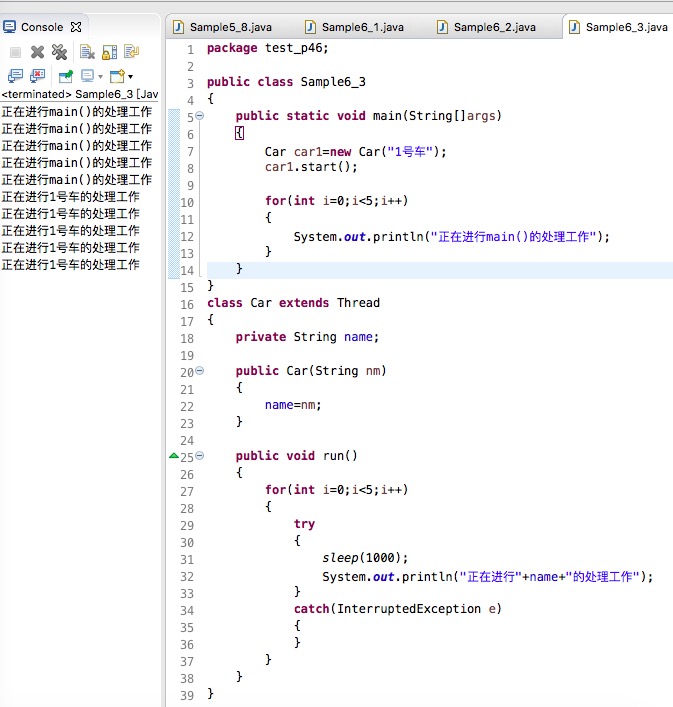 Console
<terminated> Sample6_3 [Jav
正在进行main()的处理工作
正在进行main()的处理工作
正在进行main()的处理工作
正在进行main()的处理工作
正在进行main()的处理工作
正在进行1号车的处理工作
正在进行1号车的处理工作
正在进行1号车的处理工作
正在进行1号车的处理工作
正在进行1号车的处理工作
Sample5_8.java Sample6_1.java Sample6_2.java Sample6_3.java
1 package test_p46;
2
3 public class Sample6_3
4 {
5 public static void main(String[]args)
6 {
7 Car car1=new Car("1号车");
8 car1.start();
9
10 for(int i=0;i<5;i++)
11 {
12 System.out.println("正在进行main()的处理工作");
13 }
14 }
15 }
16 class Car extends Thread
17 {
18 private String name;
19
20 public Car(String nm)
21 {
22 name=nm;
23 }
24
25 public void run()
26 {
27 for(int i=0;i<5;i++)
28 {
29 try
30 {
31 sleep(1000);
32 System.out.println("正在进行"+name+"的处理工作");
33 }
34 catch(InterruptedException e)
35 {
36 }
37 }
38 }
39 }